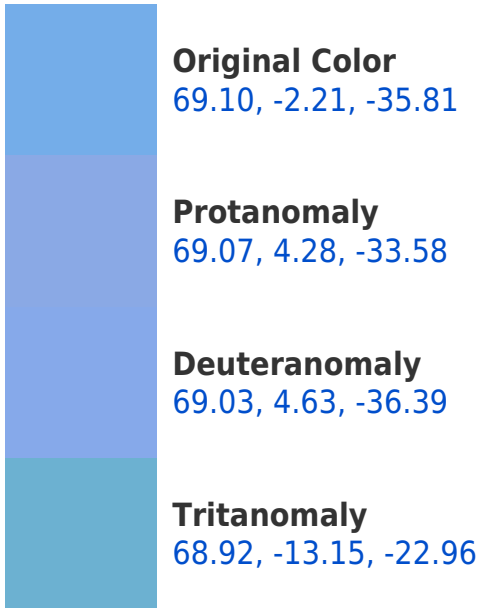 Original Color
69.10, -2.21, -35.81
Protanomaly
69.07, 4.28, -33.58
Deuteranomaly
69.03, 4.63, -36.39
Tritanomaly
68.92, -13.15, -22.96